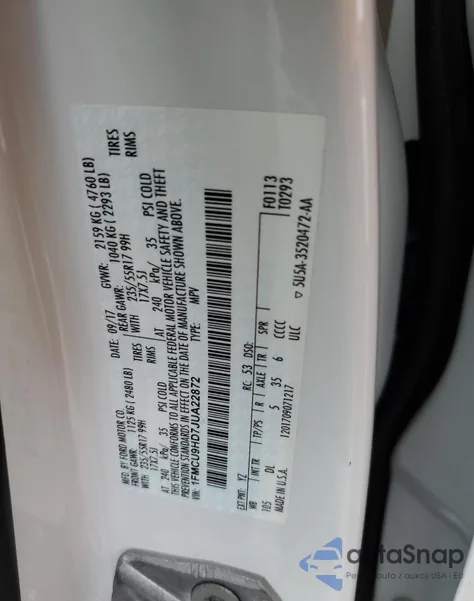 MFD. BY FORD MOTOR CO.
DATE: 09/17 GVWR: 2159 KG ( 4760 LB)
FRONT GAWR: 1125 KG ( 2480 LB) REAR GAWR: 1040 KG ( 2293 LB)
235/55R17 99H WITH 235/55R17 99H TIRES
17X7.5J RIMS 17X7.5J RIMS
AT 240 kPa/ 35 PSI COLD AT 240 kPa/ 35 PSI COLD
THIS VEHICLE CONFORMS TO ALL APPLICABLE FEDERAL MOTOR VEHICLE SAFETY AND THEFT
PREVENTION STANDARDS IN EFFECT ON THE DATE OF MANUFACTURE SHOWN ABOVE.
VIN: 1FMCU9HD7JUA22872 TYPE: MPV
F0113
T0293
EXT PNT: YZ RC: 53 DSO:
WB INT TR TP/PS R AXLE TR SPR
105 DL 5 35 6 CCCC
ULC
MADE IN U.S.A. 1201709071217
5U5A-3520472-AA
autoSnap